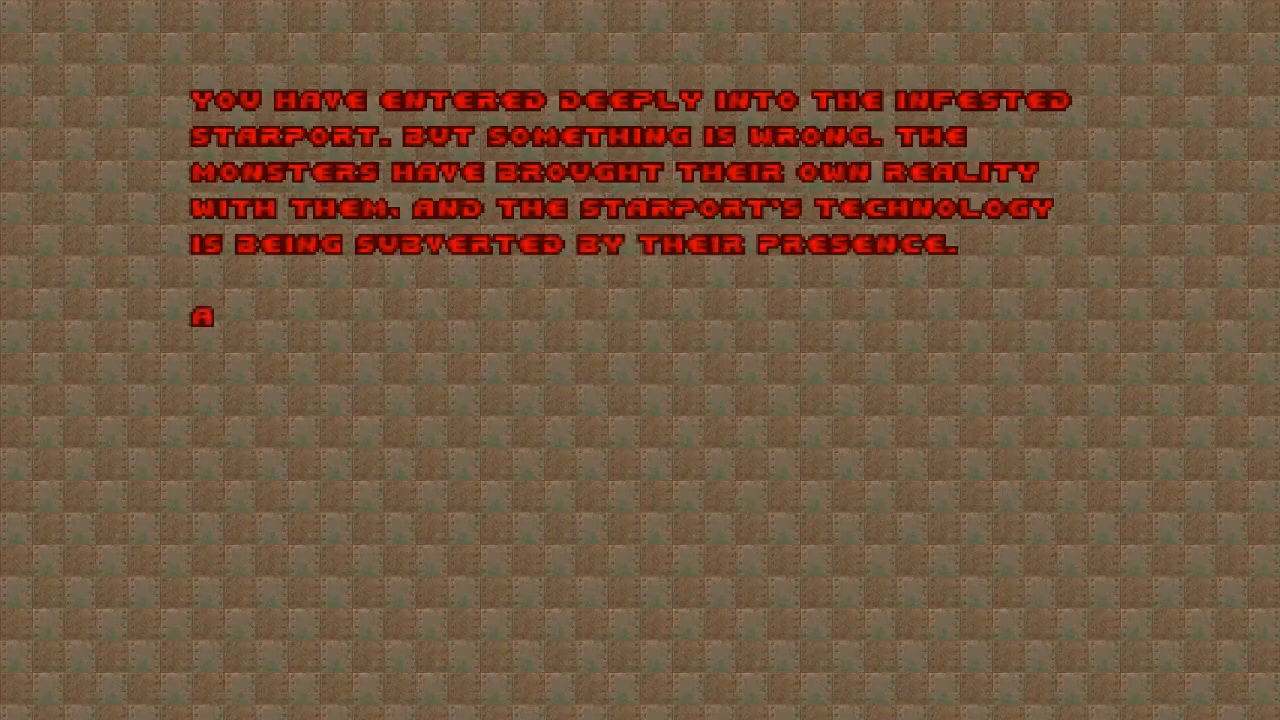 YOU HAVE ENTERED DEEPLY INTO THE INFESTED
STARPORT. BUT SOMETHING IS WRONG. THE
MONSTERS HAVE BROUGHT THEIR OWN REALITY
WITH THEM, AND THE STARPORT'S TECHNOLOGY
IS BEING SUBVERTED BY THEIR PRESENCE.
A